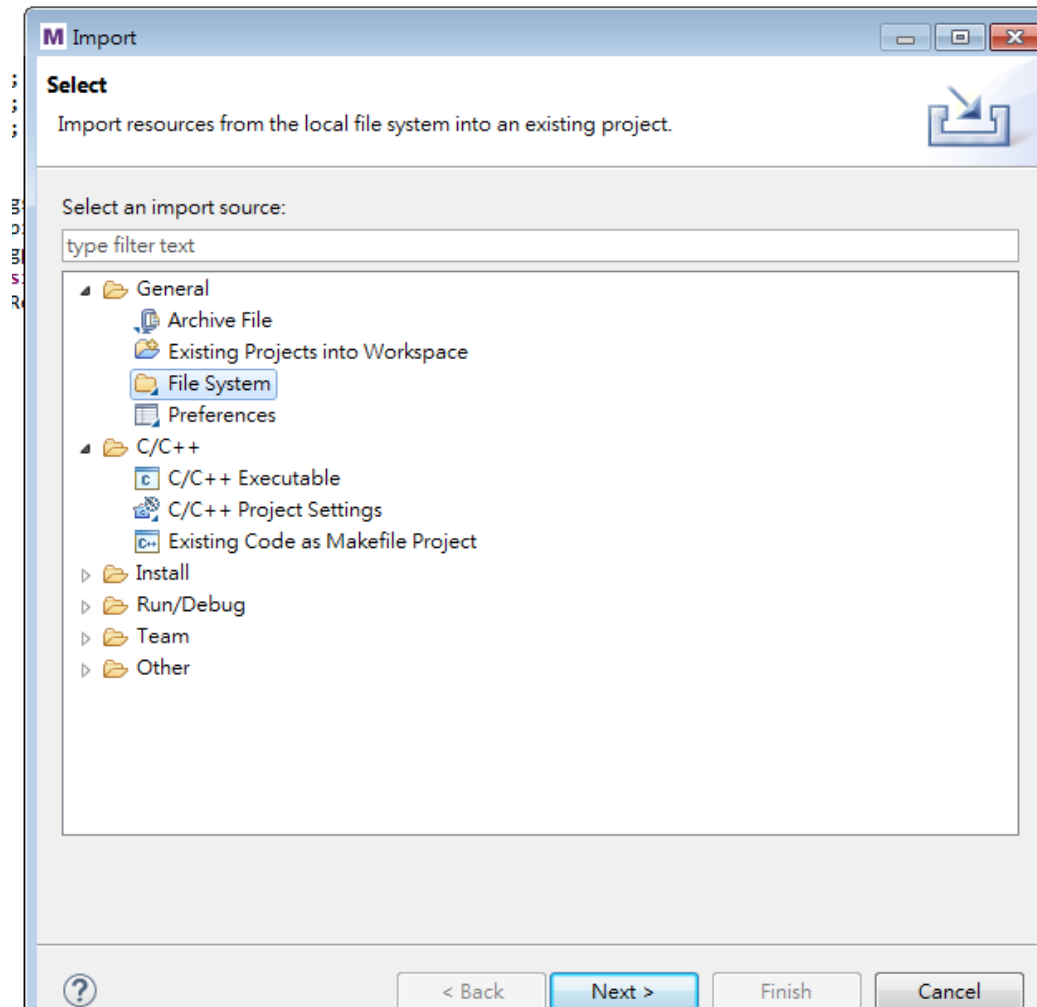 M Import
Select
Import resources from the local file system into an existing project.
Select an import source:
type filter text
General
Archive File
Existing Projects into Workspace
File System
Preferences
C/C++
C/C++ Executable
C/C++ Project Settings
Existing Code as Makefile Project
Install
Run/Debug
Team
Other
< Back Next > Finish Cancel